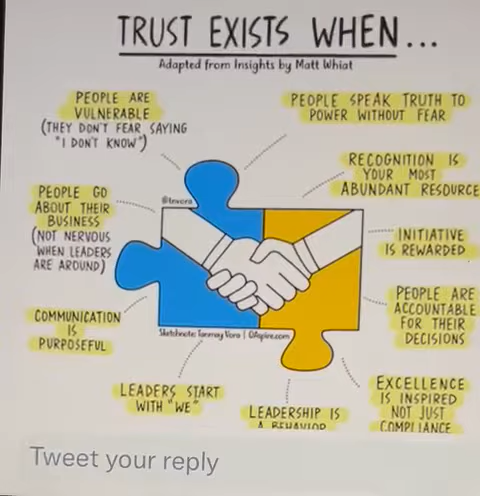 TRUST EXISTS WHEN...
Adapted from Insights by Matt Whiat
PEOPLE ARE
VULNERABLE
(THEY DON'T FEAR SAYING
"I DON'T KNOW")
PEOPLE SPEAK TRUTH TO
POWER WITHOUT FEAR
RECOGNITION IS
YOUR MOST
ABUNDANT RESOURCE
PEOPLE GO
ABOUT THEIR
BUSINESS
(NOT NERVOUS
WHEN LEADERS
ARE AROUND)
@tnvora
INITIATIVE
IS REWARDED
PEOPLE ARE
ACCOUNTABLE
FOR THEIR
DECISIONS
COMMUNICATION
IS
PURPOSEFUL
Sketchnote: Tanmay Vora | QAspire.com
LEADERS START
WITH "WE"
LEADERSHIP IS
A BEHAVIOR
EXCELLENCE
IS INSPIRED
NOT JUST
COMPLIANCE
Tweet your reply